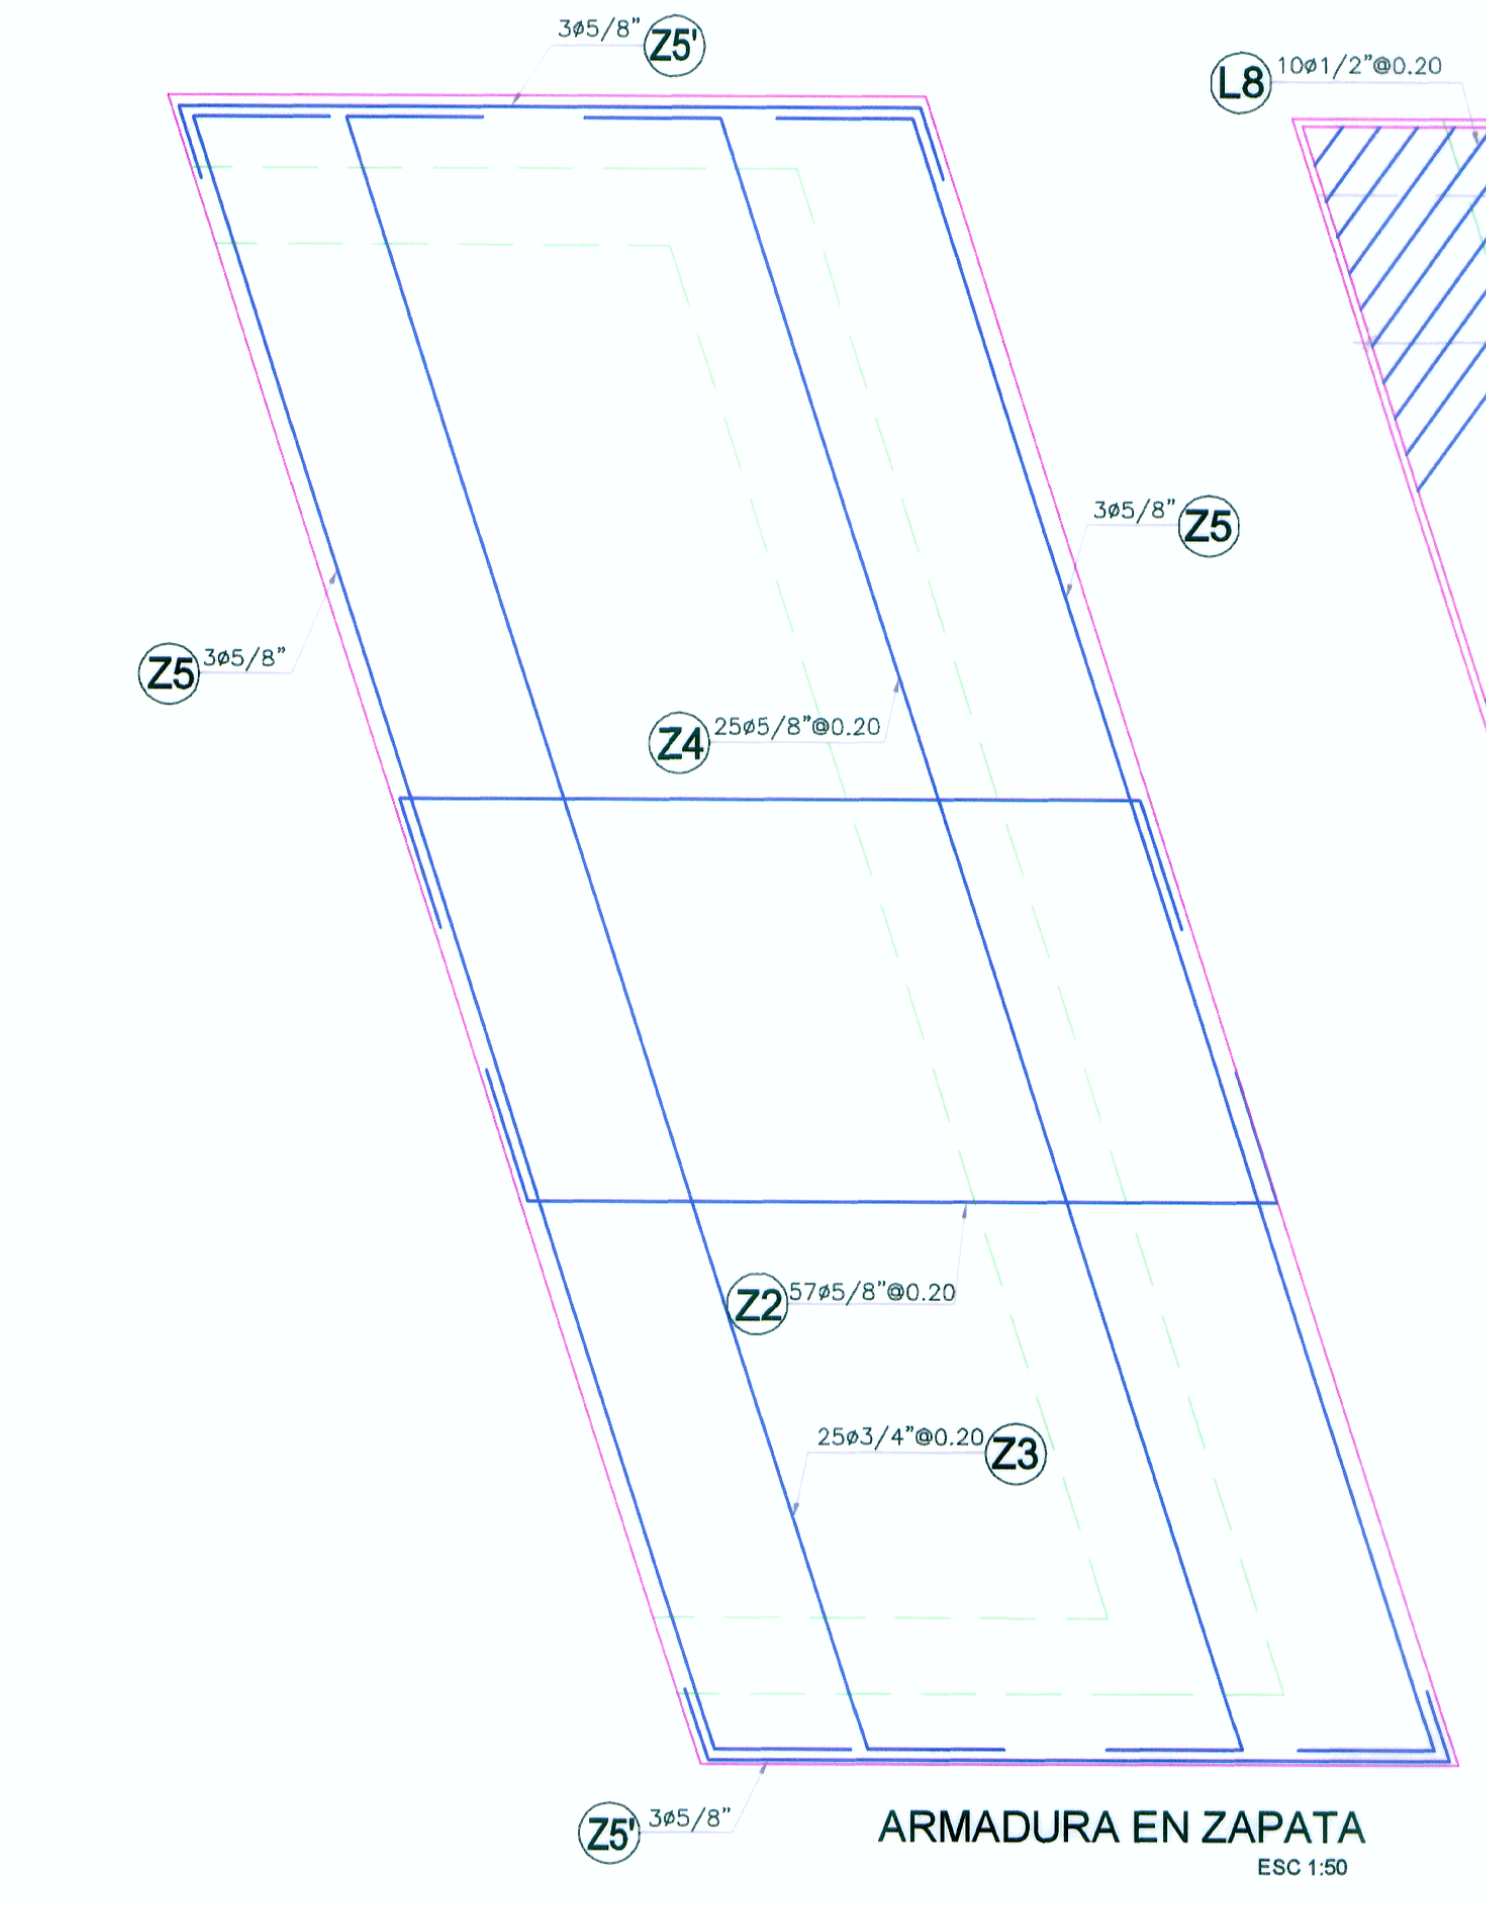 3ø5/8" Z5'
L8 10ø1/2"@0.20
3ø5/8" Z5
Z5 3ø5/8"
Z4 25ø5/8"@0.20
Z2 57ø5/8"@0.20
25ø3/4"@0.20 Z3
Z5' 3ø5/8"
ARMADURA EN ZAPATA
ESC 1:50